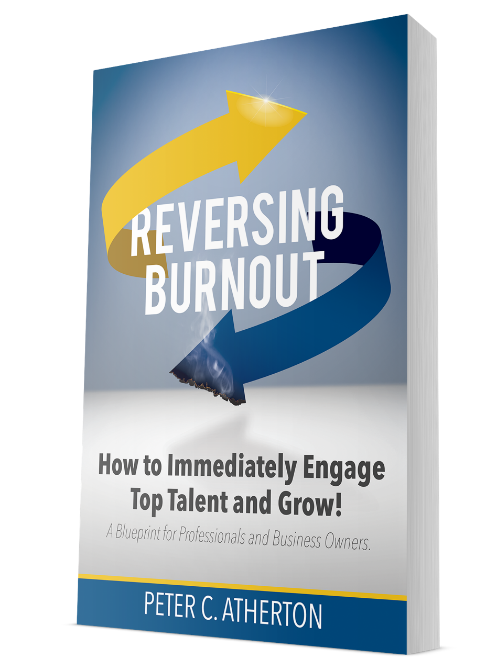 REVERSING
BURNOUT
How to Immediately Engage
Top Talent and Grow!
A Blueprint for Professionals and Business Owners.
PETER C. ATHERTON